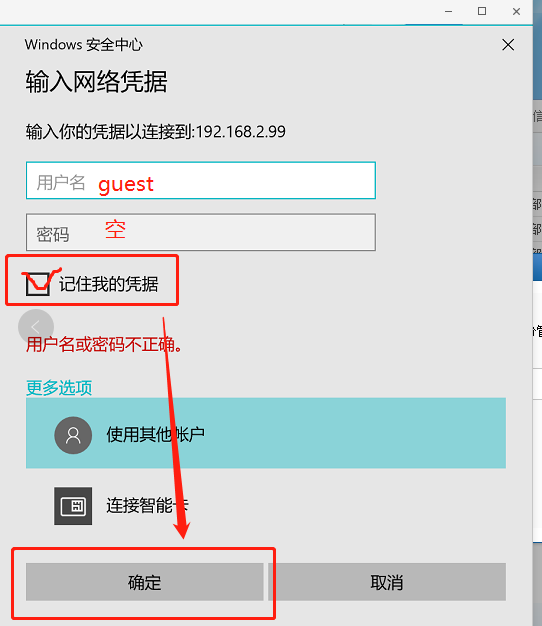 Windows 安全中心
输入网络凭据
输入你的凭据以连接到:192.168.2.99
用户名 guest
密码 空
记住我的凭据
用户名或密码不正确。
更多选项
使用其他帐户
连接智能卡
确定 取消
信
部
部